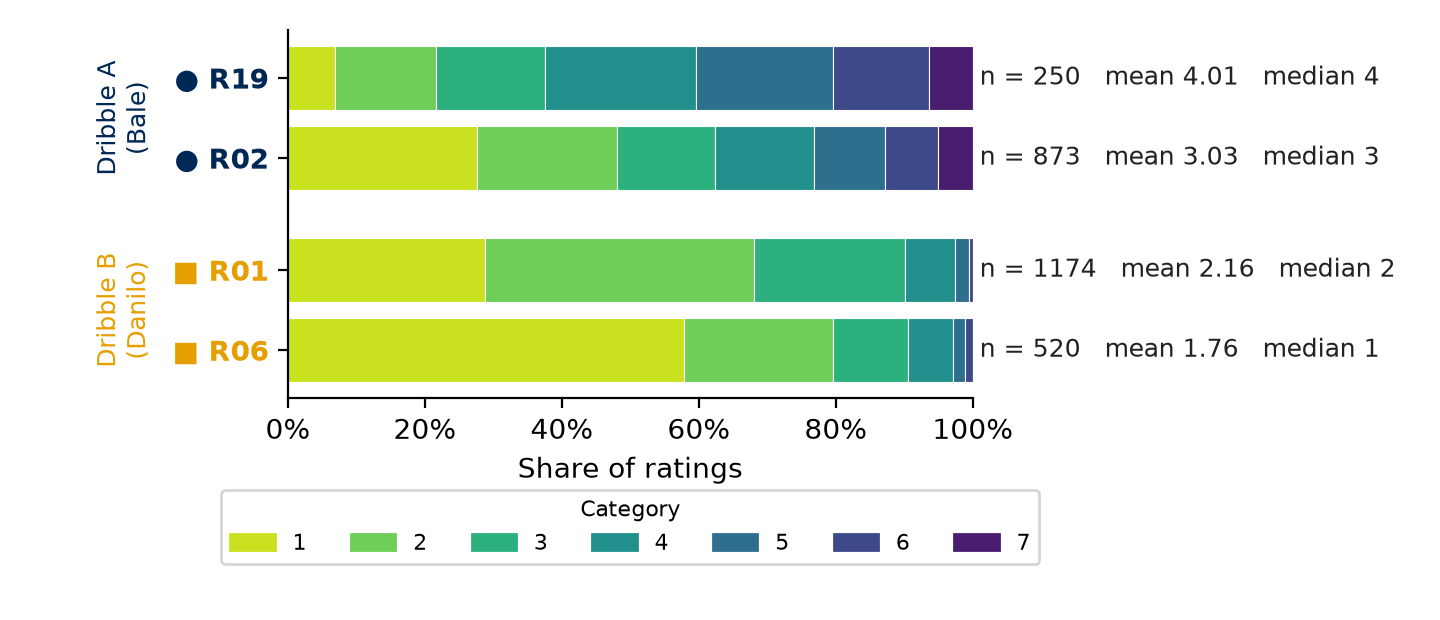 Dribble A
(Bale)
R19
n = 250 mean 4.01 median 4
R02
n = 873 mean 3.03 median 3
Dribble B
(Danilo)
R01
n = 1174 mean 2.16 median 2
R06
n = 520 mean 1.76 median 1
0% 20% 40% 60% 80% 100%
Share of ratings
Category
1 2 3 4 5 6 7